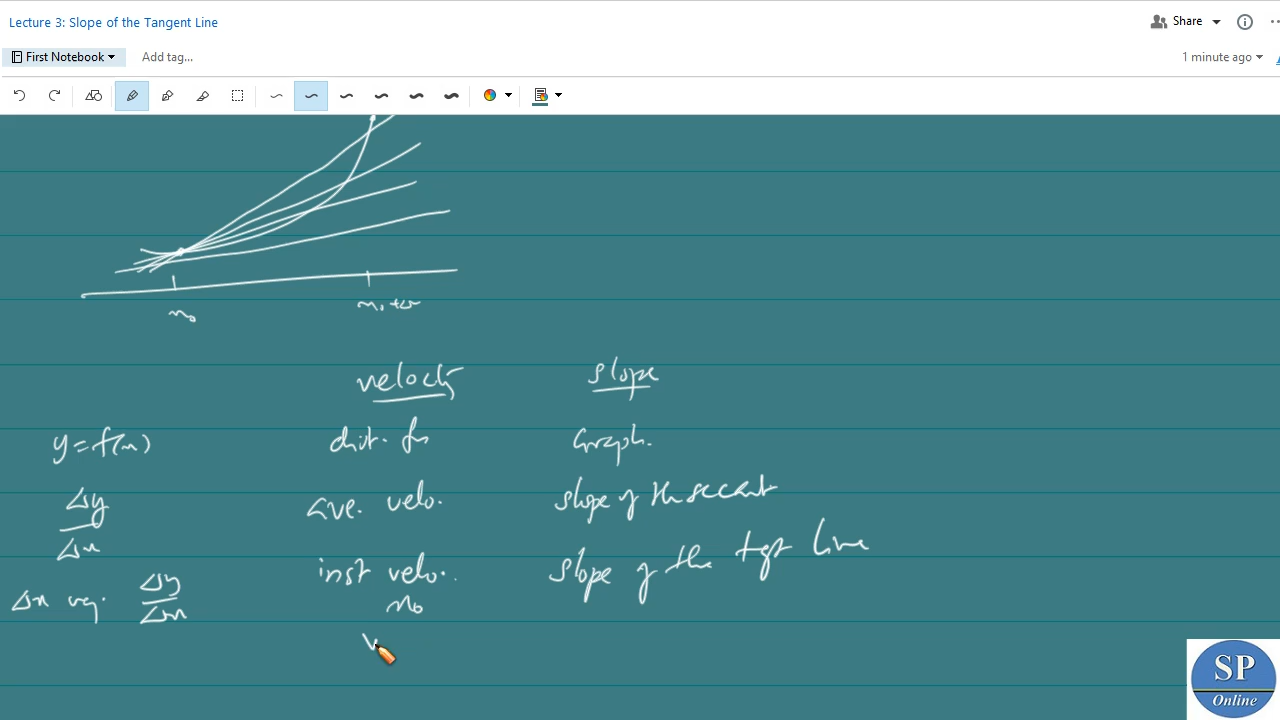 Lecture 3: Slope of the Tangent Line
Share
First Notebook
Add tag...
1 minute ago
x₀
x₀+Δx
velocity slope
y = f(x) dist. fn Graph.
Δy/Δx ave. velo. slope of the secant
Δx Δy/Δx inst velo. slope of the tgt line
x₀
SP
Online